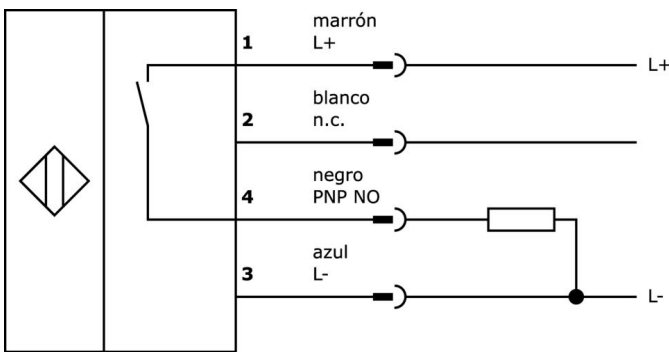 marrón
1 L+
L+
blanco
2 n.c.
negro
4 PNP NO
azul
3 L-
L-